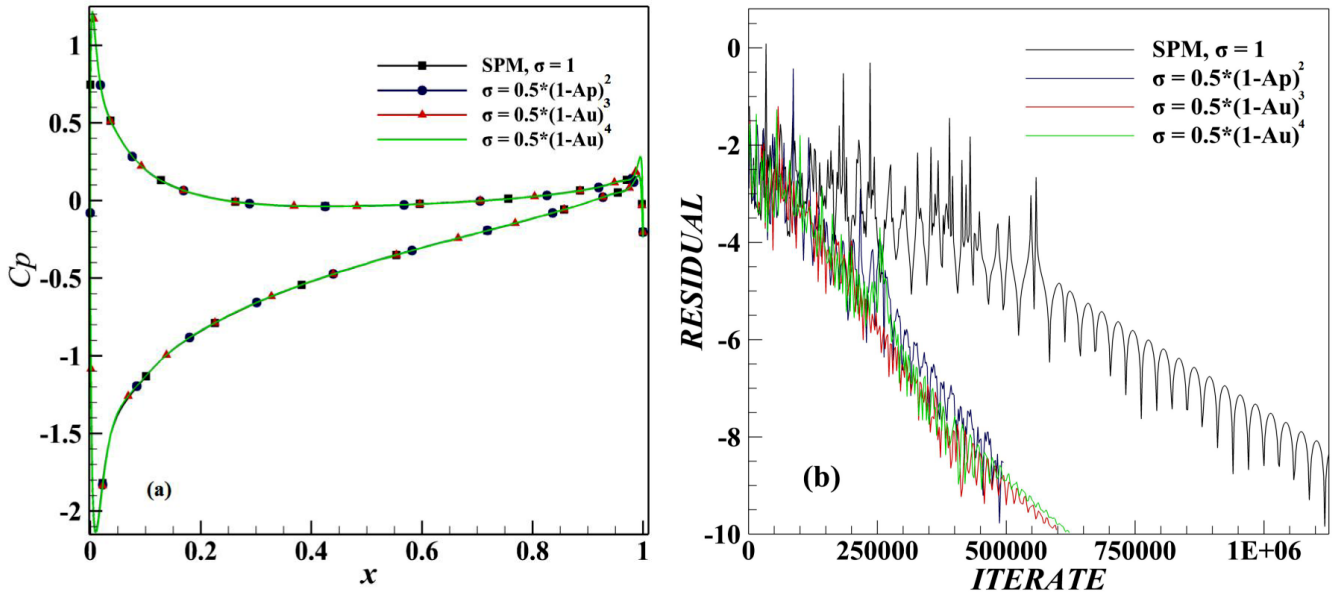 1
0.5
0
-0.5
-1
-1.5
-2
Cp
SPM, σ = 1
σ = 0.5*(1-Ap)²
σ = 0.5*(1-Au)³
σ = 0.5*(1-Au)⁴
(a)
0 0.2 0.4 0.6 0.8 1
x
0
-2
-4
-6
-8
-10
RESIDUAL
SPM, σ = 1
σ = 0.5*(1-Ap)²
σ = 0.5*(1-Au)³
σ = 0.5*(1-Au)⁴
(b)
0 250000 500000 750000 1E+06
ITERATE